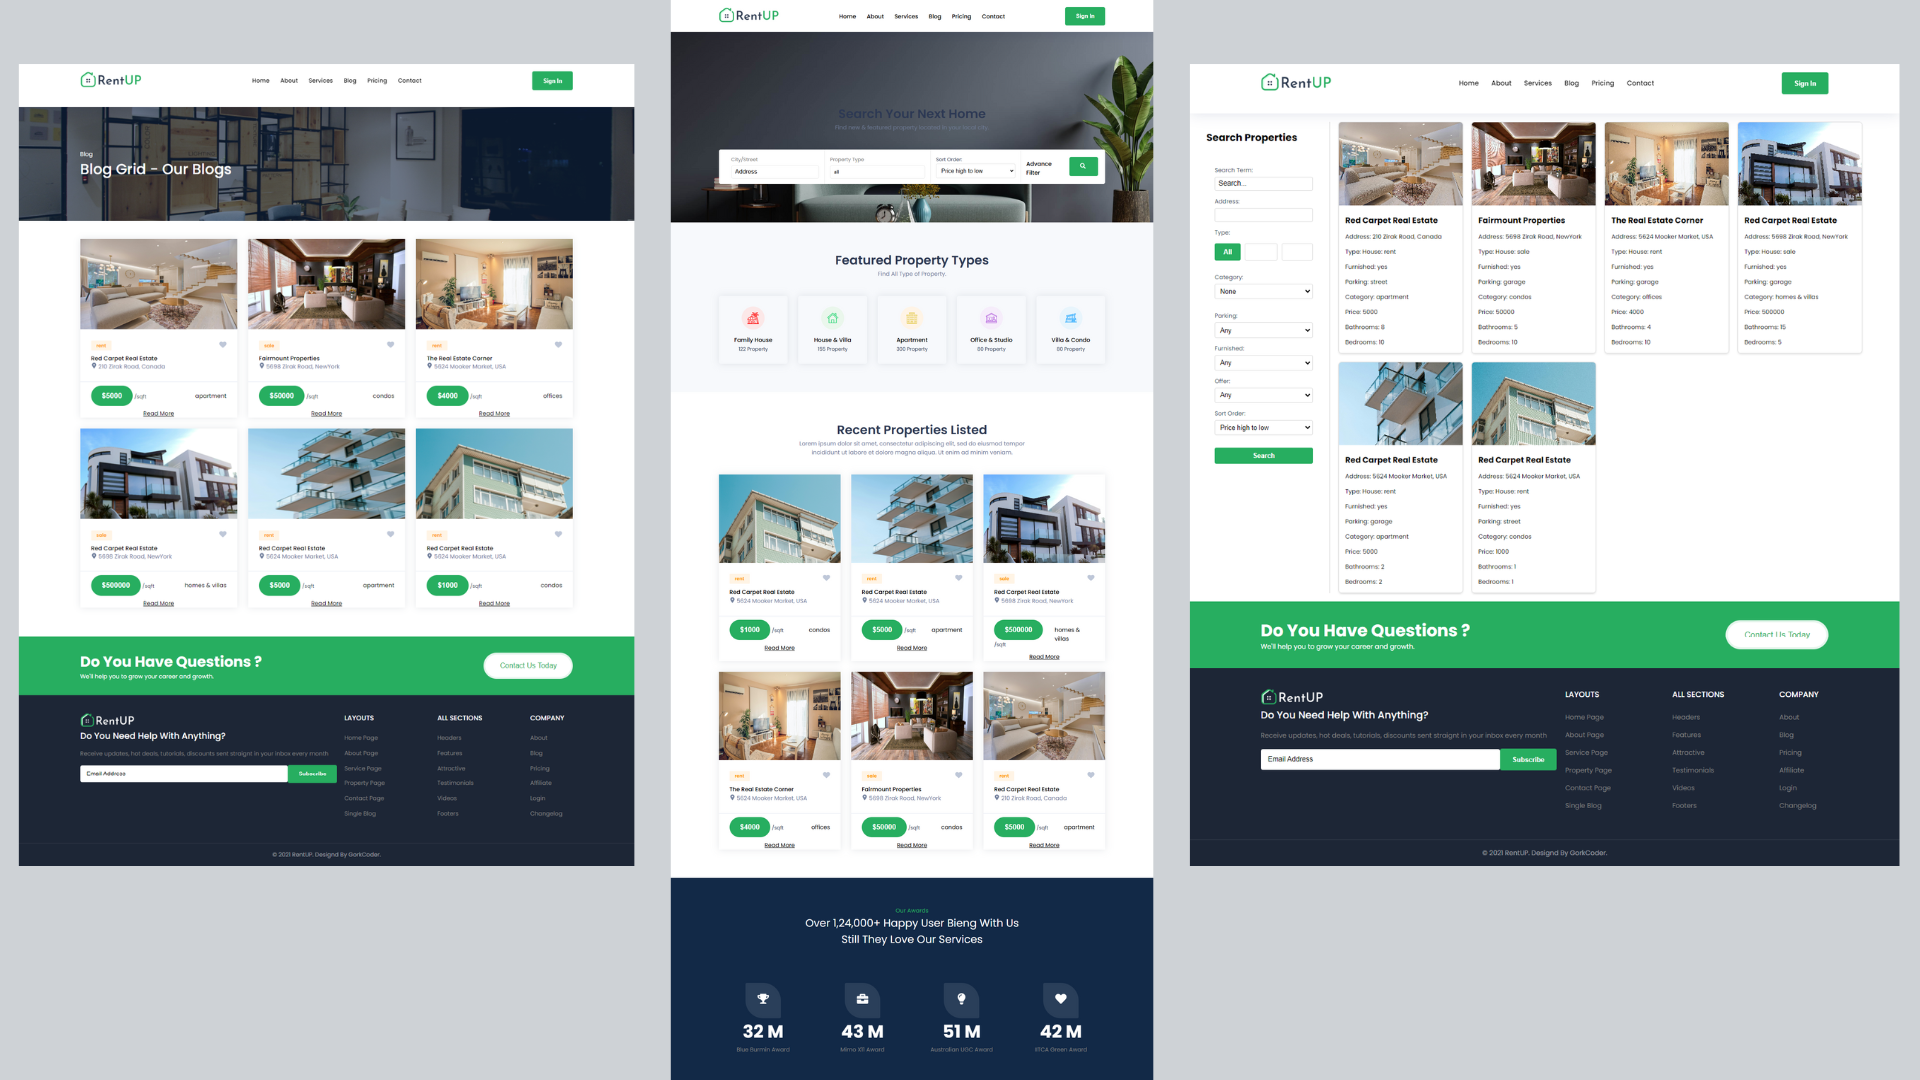 RentUP
Home About Services Blog Pricing Contact
Sign In
Blog
Blog Grid - Our Blogs
rent
Red Carpet Real Estate
210 Zirak Road, Canada
$5000 /sqft apartment
Read More
sale
Fairmount Properties
5698 Zirak Road, NewYork
$50000 /sqft condos
Read More
rent
The Real Estate Corner
5624 Mooker Market, USA
$4000 /sqft offices
Read More
sale
Red Carpet Real Estate
5698 Zirak Road, NewYork
$500000 /sqft homes & villas
Read More
rent
Red Carpet Real Estate
5624 Mooker Market, USA
$5000 /sqft apartment
Read More
rent
Red Carpet Real Estate
5624 Mooker Market, USA
$1000 /sqft condos
Read More
Do You Have Questions ?
We'll help you to grow your career and growth.
Contact Us Today
RentUP
Do You Need Help With Anything?
Receive updates, hot deals, tutorials, discounts sent straignt in your inbox every month
Email Address
Subscribe
LAYOUTS
Home Page
About Page
Service Page
Property Page
Contact Page
Single Blog
ALL SECTIONS
Headers
Features
Attractive
Testimonials
Videos
Footers
COMPANY
About
Blog
Pricing
Affiliate
Login
Changelog
© 2021 RentUP. Designd By GorkCoder.
RentUP
Home About Services Blog Pricing Contact
Sign In
Search Your Next Home
Find new & featured property located in your local city.
City/Street
Address
Property Type
all
Sort Order:
Price high to low
Advance
Filter
Featured Property Types
Find All Type of Property.
Family House
122 Property
House & Villa
155 Property
Apartment
300 Property
Office & Studio
80 Property
Villa & Condo
80 Property
Recent Properties Listed
Lorem ipsum dolor sit amet, consectetur adipiscing elit, sed do eiusmod tempor
incididunt ut labore et dolore magna aliqua. Ut enim ad minim veniam.
rent
Red Carpet Real Estate
5624 Mooker Market, USA
$1000 /sqft condos
Read More
rent
Red Carpet Real Estate
5624 Mooker Market, USA
$5000 /sqft apartment
Read More
sale
Red Carpet Real Estate
5698 Zirak Road, NewYork
$500000 homes &
villas
/sqft
Read More
rent
The Real Estate Corner
5624 Mooker Market, USA
$4000 /sqft offices
Read More
sale
Fairmount Properties
5698 Zirak Road, NewYork
$50000 /sqft condos
Read More
rent
Red Carpet Real Estate
210 Zirak Road, Canada
$5000 /sqft apartment
Read More
Our Awards
Over 1,24,000+ Happy User Bieng With Us
Still They Love Our Services
32 M
Blue Burmin Award
43 M
Mimo X11 Award
51 M
Australian UGC Award
42 M
IITCA Green Award
RentUP
Home About Services Blog Pricing Contact
Sign In
Search Properties
Search Term:
Search...
Address:
Type:
All
Category:
None
Parking:
Any
Furnished:
Any
Offer:
Any
Sort Order:
Price high to low
Search
Red Carpet Real Estate
Address: 210 Zirak Road, Canada
Type: House: rent
Furnished: yes
Parking: street
Category: apartment
Price: 5000
Bathrooms: 8
Bedrooms: 10
Fairmount Properties
Address: 5698 Zirak Road, NewYork
Type: House: sale
Furnished: yes
Parking: garage
Category: condos
Price: 50000
Bathrooms: 5
Bedrooms: 10
The Real Estate Corner
Address: 5624 Mooker Market, USA
Type: House: rent
Furnished: yes
Parking: garage
Category: offices
Price: 4000
Bathrooms: 4
Bedrooms: 10
Red Carpet Real Estate
Address: 5698 Zirak Road, NewYork
Type: House: sale
Furnished: yes
Parking: garage
Category: homes & villas
Price: 500000
Bathrooms: 15
Bedrooms: 5
Red Carpet Real Estate
Address: 5624 Mooker Market, USA
Type: House: rent
Furnished: yes
Parking: garage
Category: apartment
Price: 5000
Bathrooms: 2
Bedrooms: 2
Red Carpet Real Estate
Address: 5624 Mooker Market, USA
Type: House: rent
Furnished: yes
Parking: street
Category: condos
Price: 1000
Bathrooms: 1
Bedrooms: 1
Do You Have Questions ?
We'll help you to grow your career and growth.
Contact Us Today
RentUP
Do You Need Help With Anything?
Receive updates, hot deals, tutorials, discounts sent straignt in your inbox every month
Email Address
Subscribe
LAYOUTS
Home Page
About Page
Service Page
Property Page
Contact Page
Single Blog
ALL SECTIONS
Headers
Features
Attractive
Testimonials
Videos
Footers
COMPANY
About
Blog
Pricing
Affiliate
Login
Changelog
© 2021 RentUP. Designd By GorkCoder.